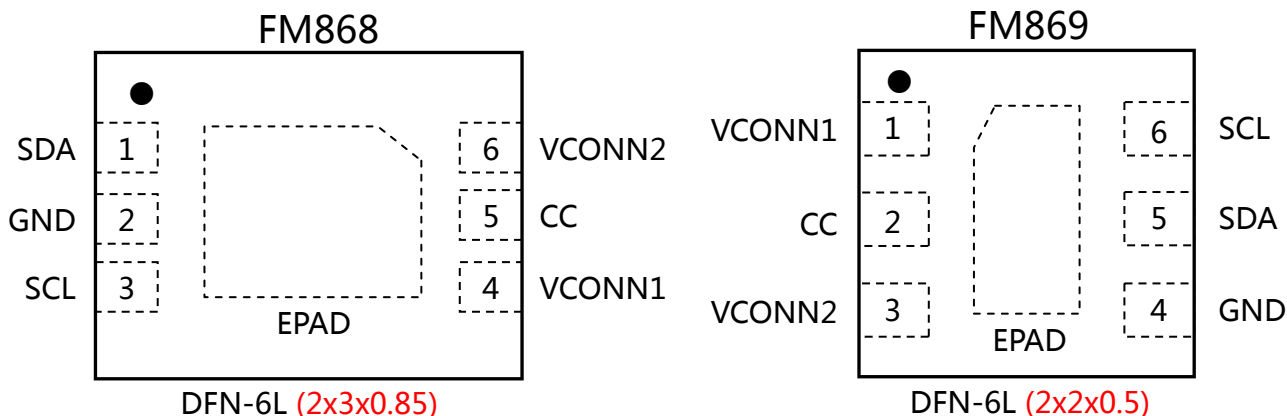 FM868
SDA 1 6 VCONN2
GND 2 5 CC
SCL 3 4 VCONN1
EPAD
DFN-6L (2x3x0.85)
FM869
VCONN1 1 6 SCL
CC 2 5 SDA
VCONN2 3 4 GND
EPAD
DFN-6L (2x2x0.5)